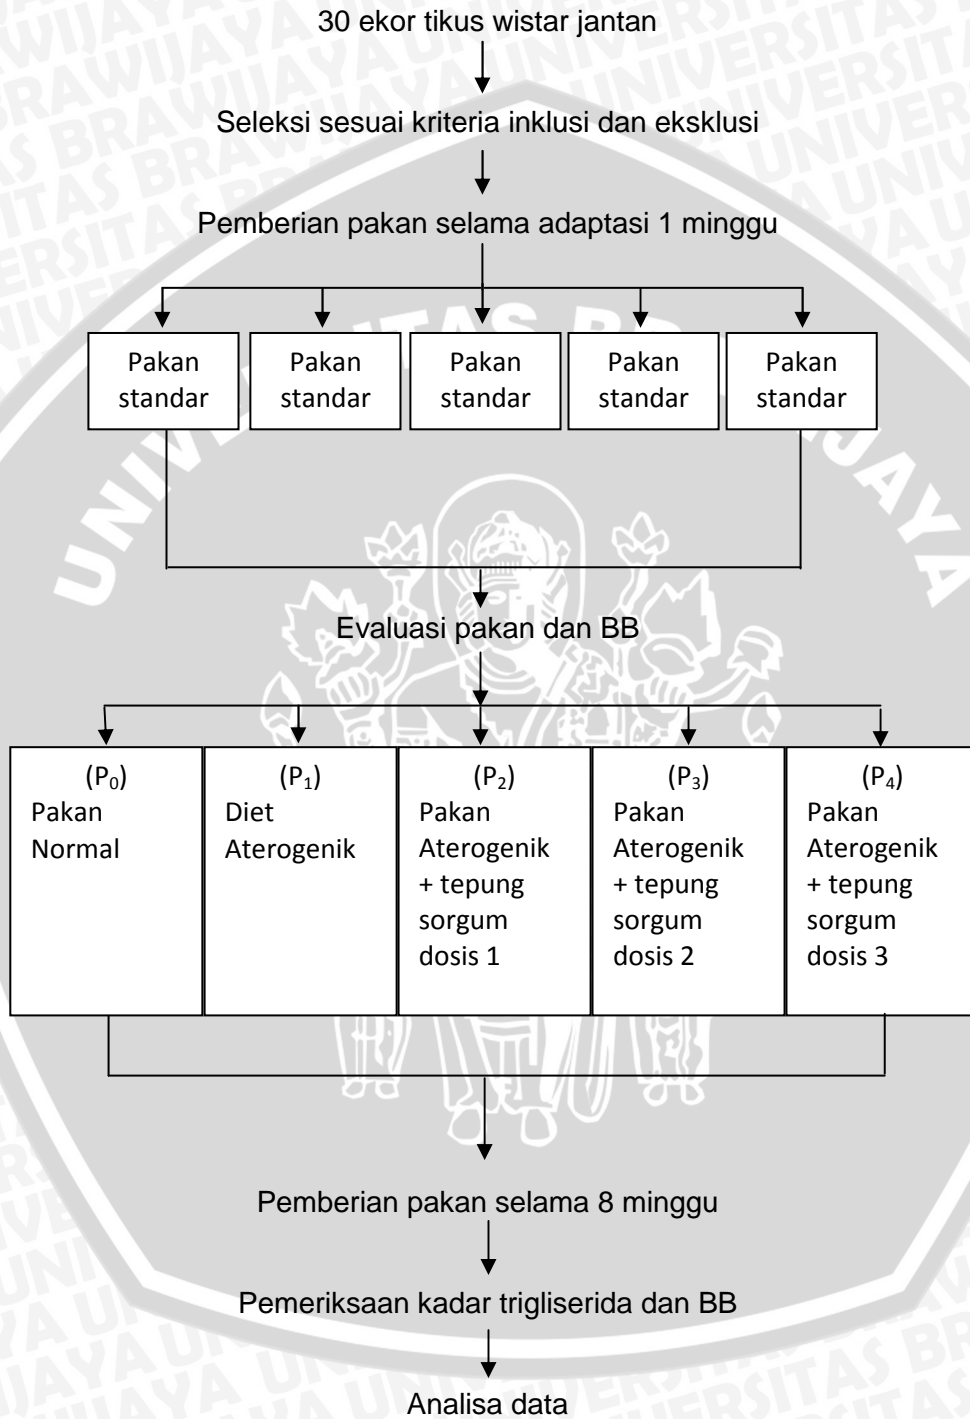 30 ekor tikus wistar jantan
Seleksi sesuai kriteria inklusi dan eksklusi
Pemberian pakan selama adaptasi 1 minggu
Pakan
standar
Pakan
standar
Pakan
standar
Pakan
standar
Pakan
standar
Evaluasi pakan dan BB
(P₀)
Pakan
Normal
(P₁)
Diet
Aterogenik
(P₂)
Pakan
Aterogenik
+ tepung
sorgum
dosis 1
(P₃)
Pakan
Aterogenik
+ tepung
sorgum
dosis 2
(P₄)
Pakan
Aterogenik
+ tepung
sorgum
dosis 3
Pemberian pakan selama 8 minggu
Pemeriksaan kadar trigliserida dan BB
Analisa data